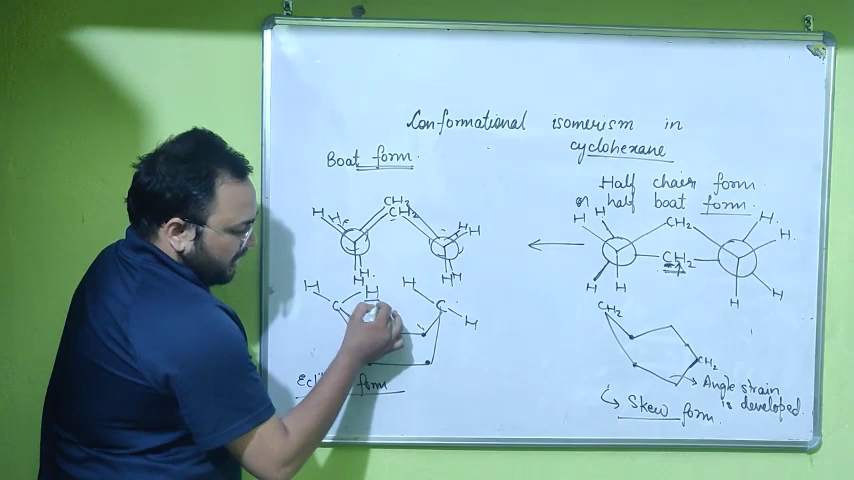 Conformational isomerism in
cyclohexane
Boat form.
Half chair form.
or half boat form.
CH2
CH2
H
H
H
H
H
H
H
H
H
H
CH2
CH2
H
H
H
H
H
H
H
H
H
C
H
C
H
form
CH2
CH2
Angle strain
is developed.
Skew form.